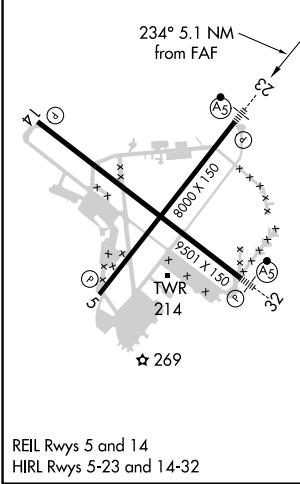 234° 5.1 NM
from FAF
A5
23
14
P
P
8000 X 150
9501 X 150
P
A5
5
TWR
214
P
32
269
REIL Rwys 5 and 14
HIRL Rwys 5-23 and 14-32